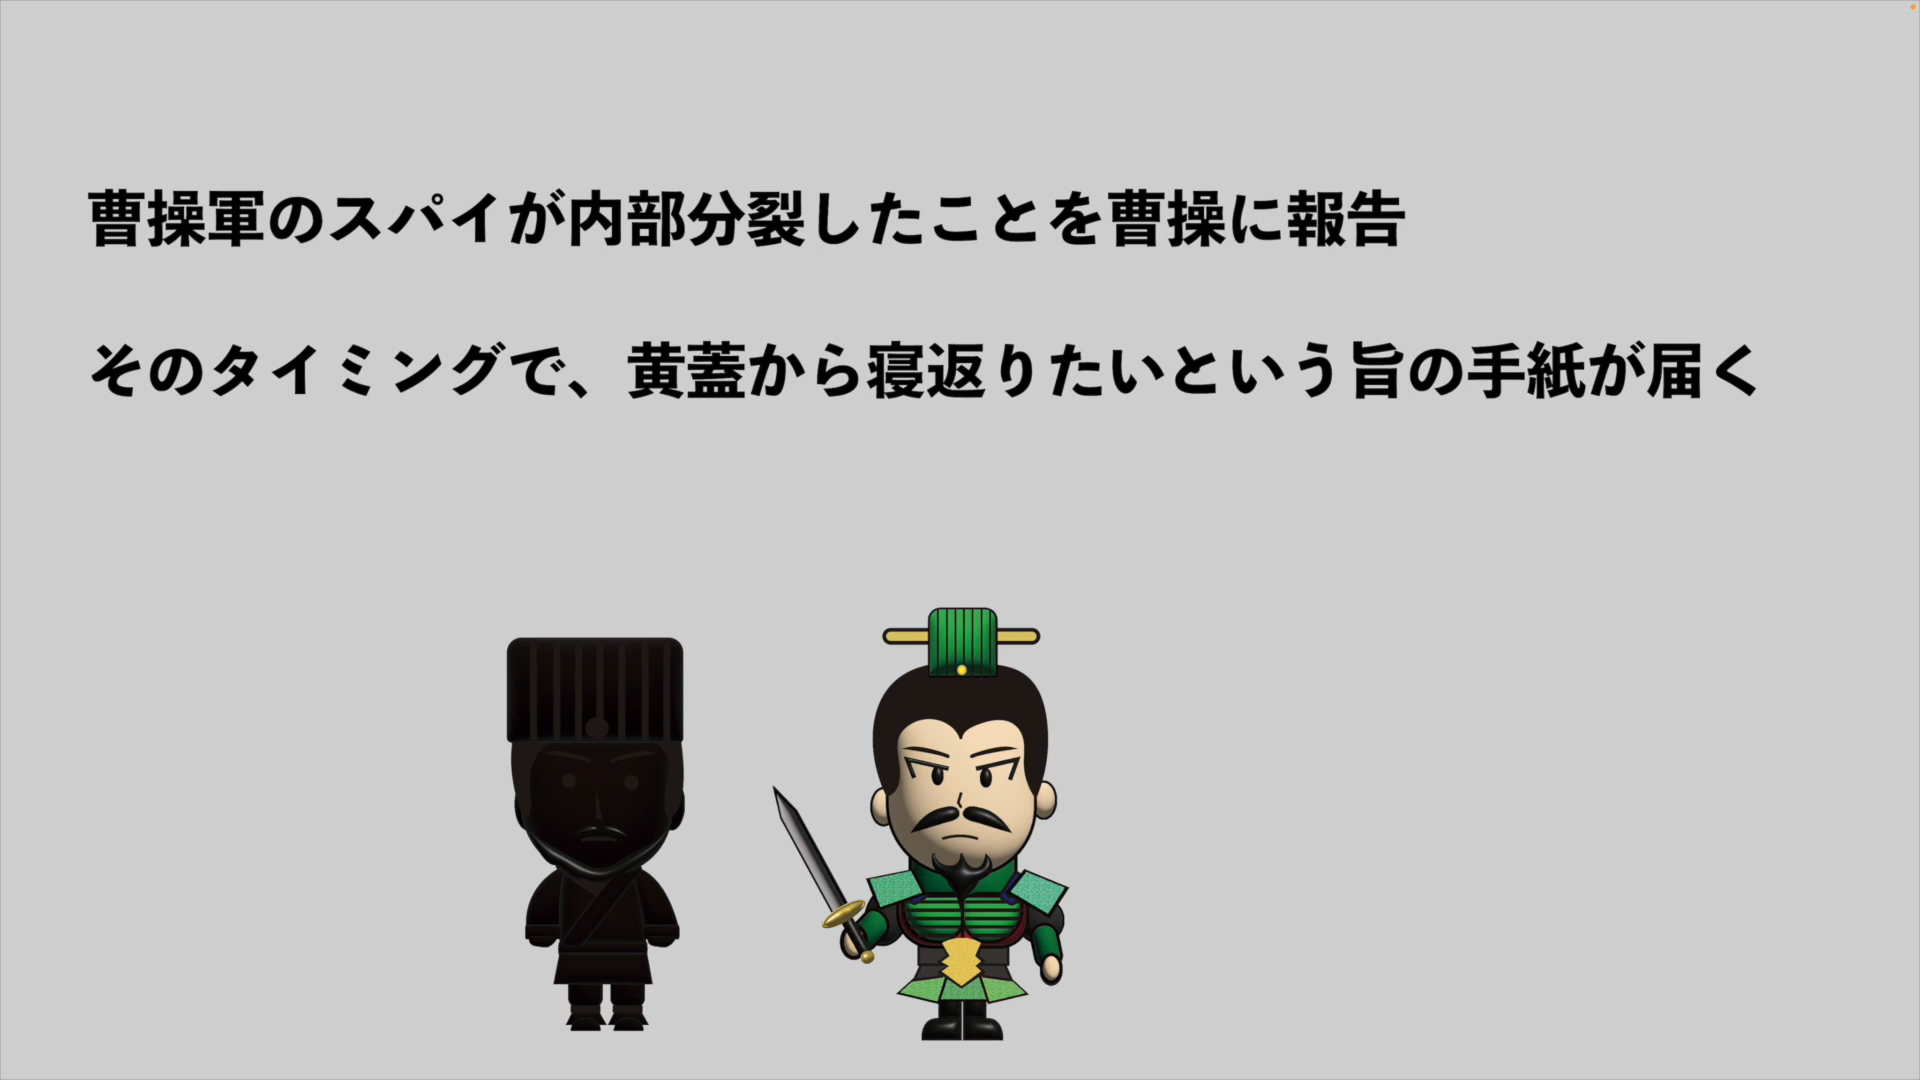 曹操軍のスパイが内部分裂したことを曹操に報告
そのタイミングで、黄蓋から寝返りたいという旨の手紙が届く